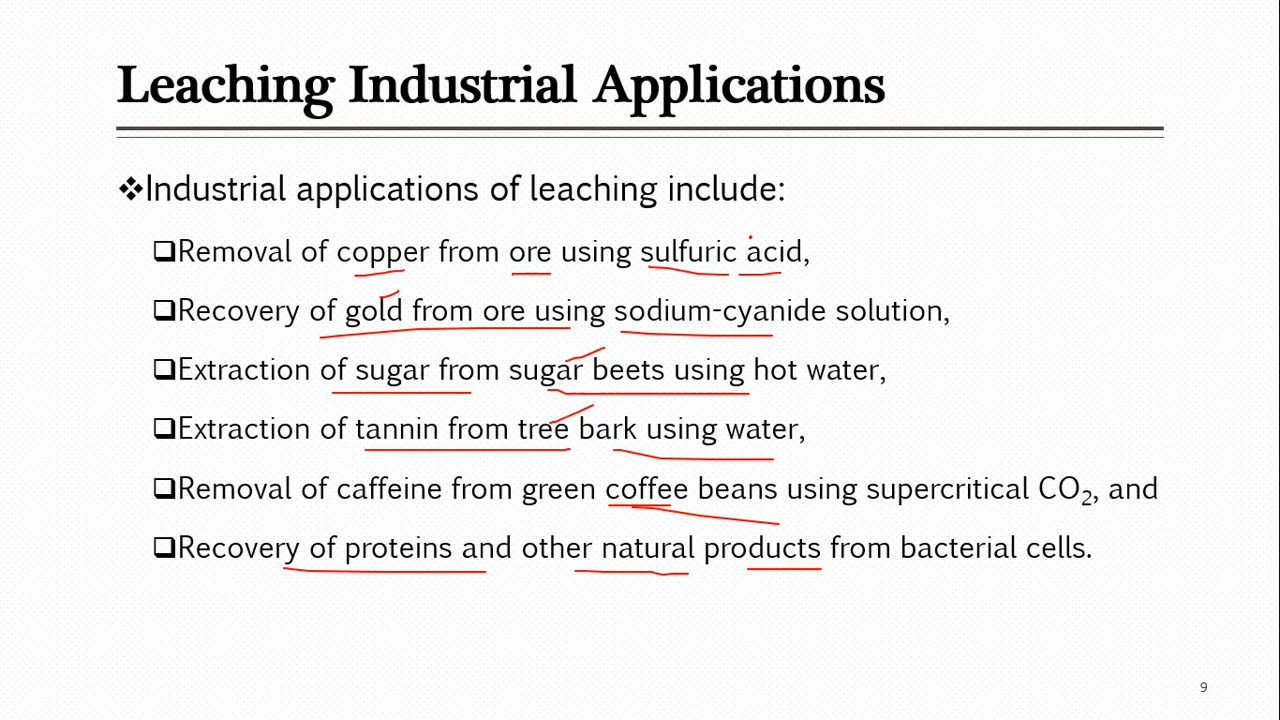 Leaching Industrial Applications
❖Industrial applications of leaching include:
❑Removal of copper from ore using sulfuric acid,
❑Recovery of gold from ore using sodium-cyanide solution,
❑Extraction of sugar from sugar beets using hot water,
❑Extraction of tannin from tree bark using water,
❑Removal of caffeine from green coffee beans using supercritical CO₂, and
❑Recovery of proteins and other natural products from bacterial cells.
9